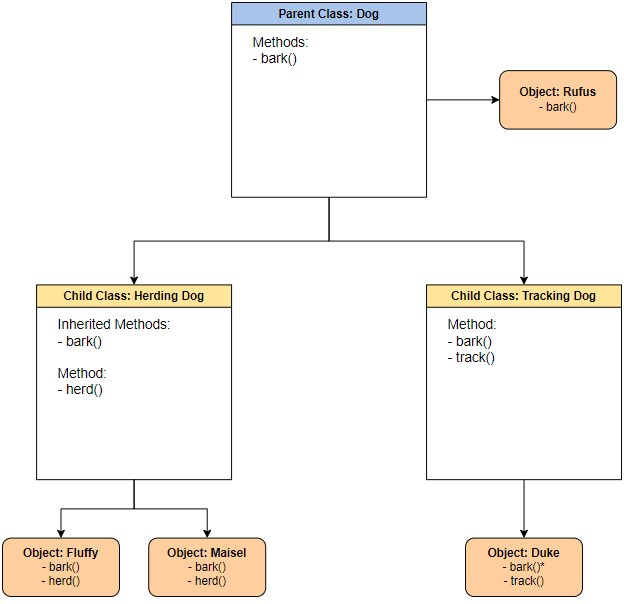 Parent Class: Dog
Methods:
- bark()
Object: Rufus
- bark()
Child Class: Herding Dog
Inherited Methods:
- bark()
Method:
- herd()
Child Class: Tracking Dog
Method:
- bark()
- track()
Object: Fluffy
- bark()
- herd()
Object: Maisel
- bark()
- herd()
Object: Duke
- bark()*
- track()